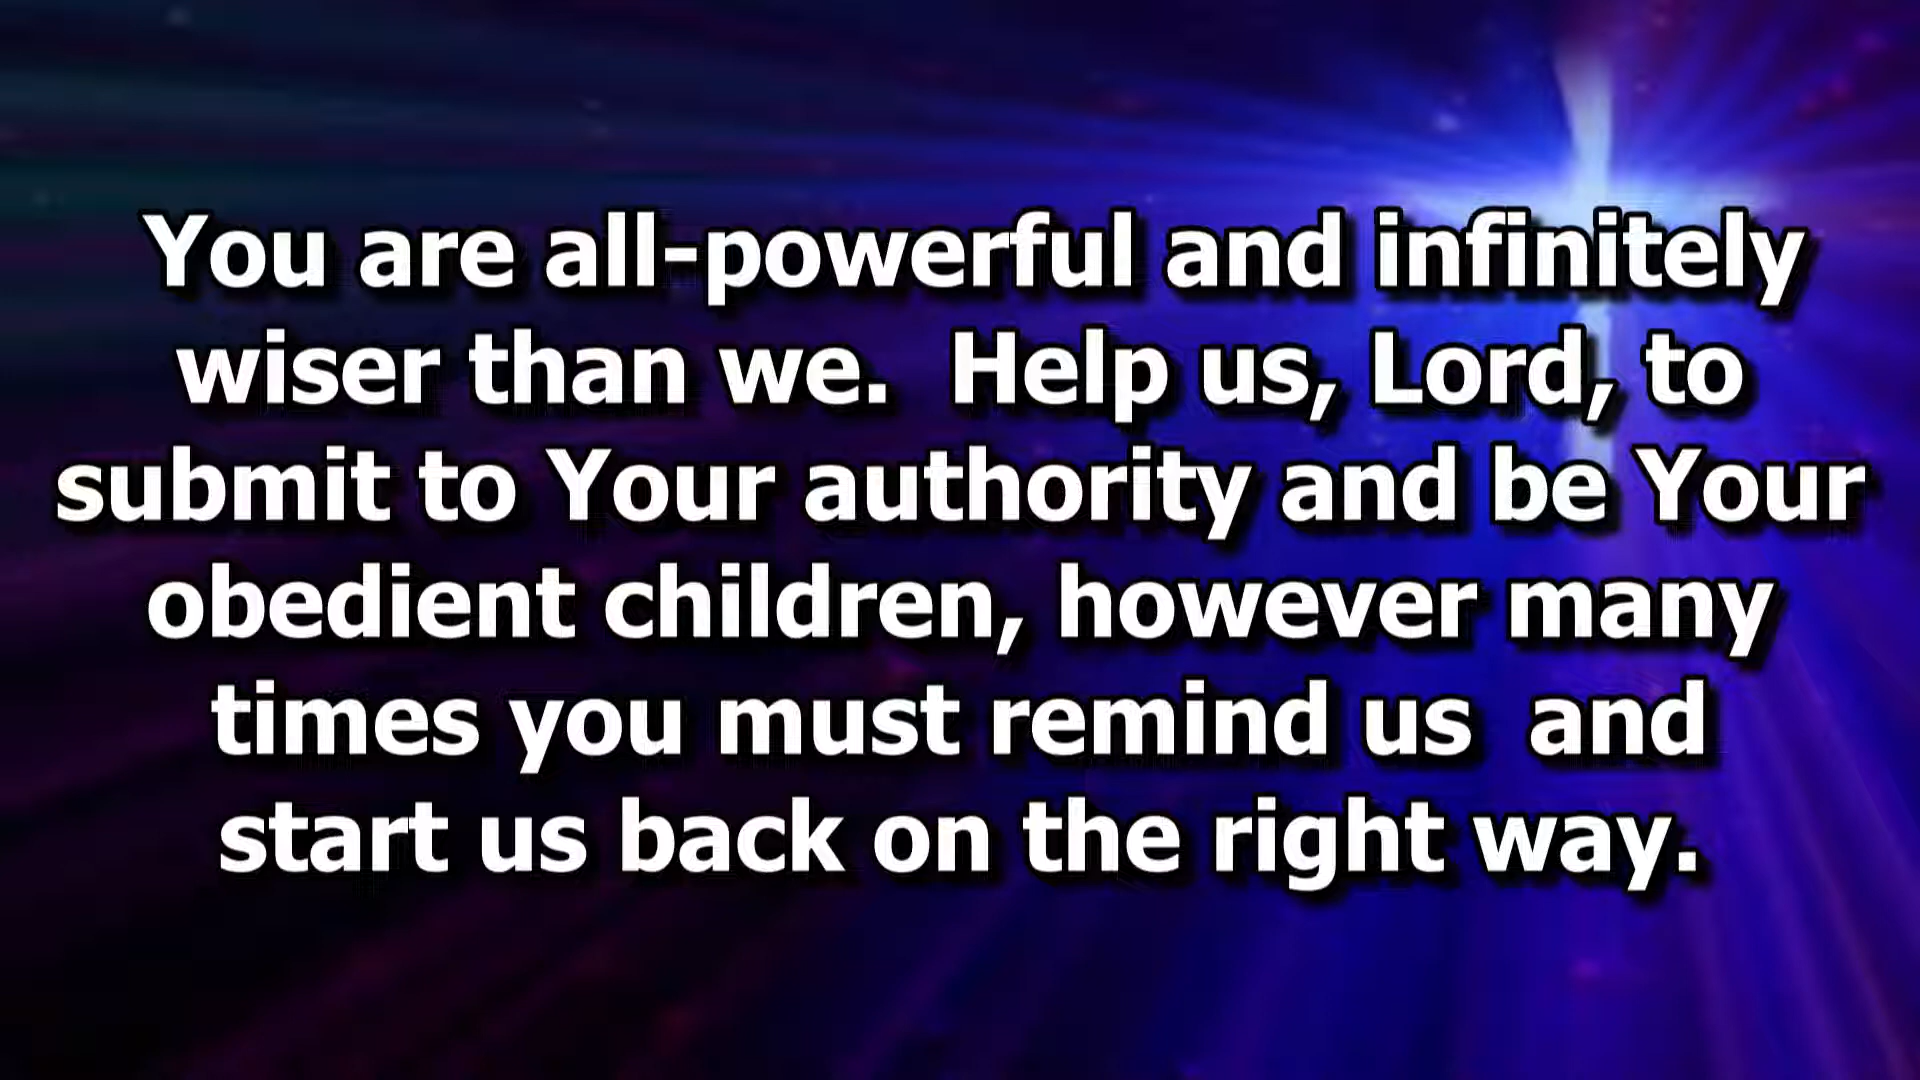 You are all-powerful and infinitely
wiser than we.  Help us, Lord, to
submit to Your authority and be Your
obedient children, however many
times you must remind us  and
start us back on the right way.